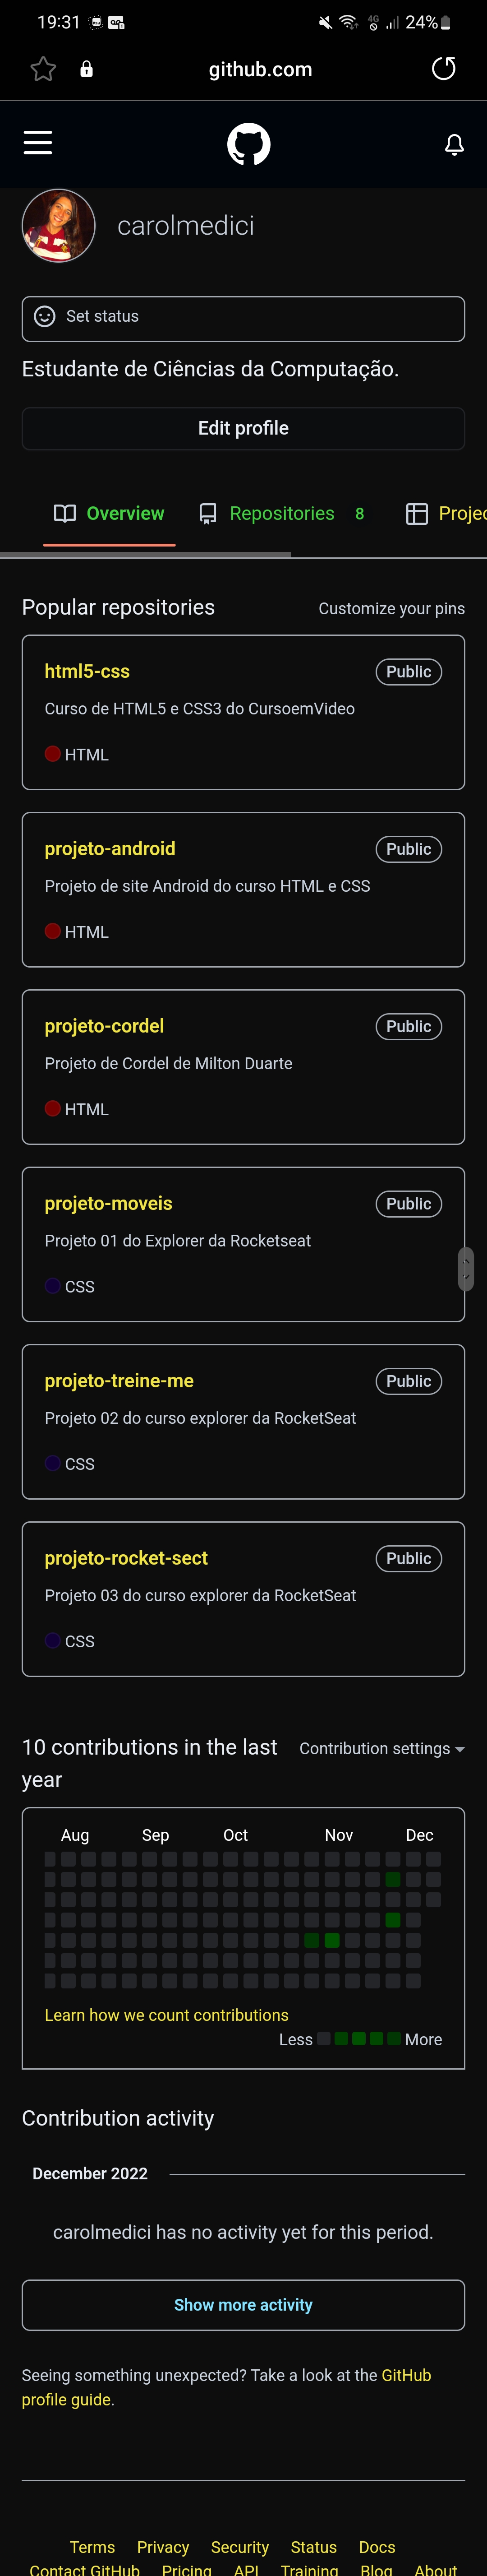 19:31
4G
24%
github.com
carolmedici
Set status
Estudante de Ciências da Computação.
Edit profile
Overview Repositories 8 Projec
Popular repositories Customize your pins
html5-css Public
Curso de HTML5 e CSS3 do CursoemVideo
HTML
projeto-android Public
Projeto de site Android do curso HTML e CSS
HTML
projeto-cordel Public
Projeto de Cordel de Milton Duarte
HTML
projeto-moveis Public
Projeto 01 do Explorer da Rocketseat
CSS
projeto-treine-me Public
Projeto 02 do curso explorer da RocketSeat
CSS
projeto-rocket-sect Public
Projeto 03 do curso explorer da RocketSeat
CSS
10 contributions in the last
year
Contribution settings
Aug Sep Oct Nov Dec
Learn how we count contributions
Less More
Contribution activity
December 2022
carolmedici has no activity yet for this period.
Show more activity
Seeing something unexpected? Take a look at the GitHub
profile guide.
Terms Privacy Security Status Docs
Contact GitHub Pricing API Training Blog About